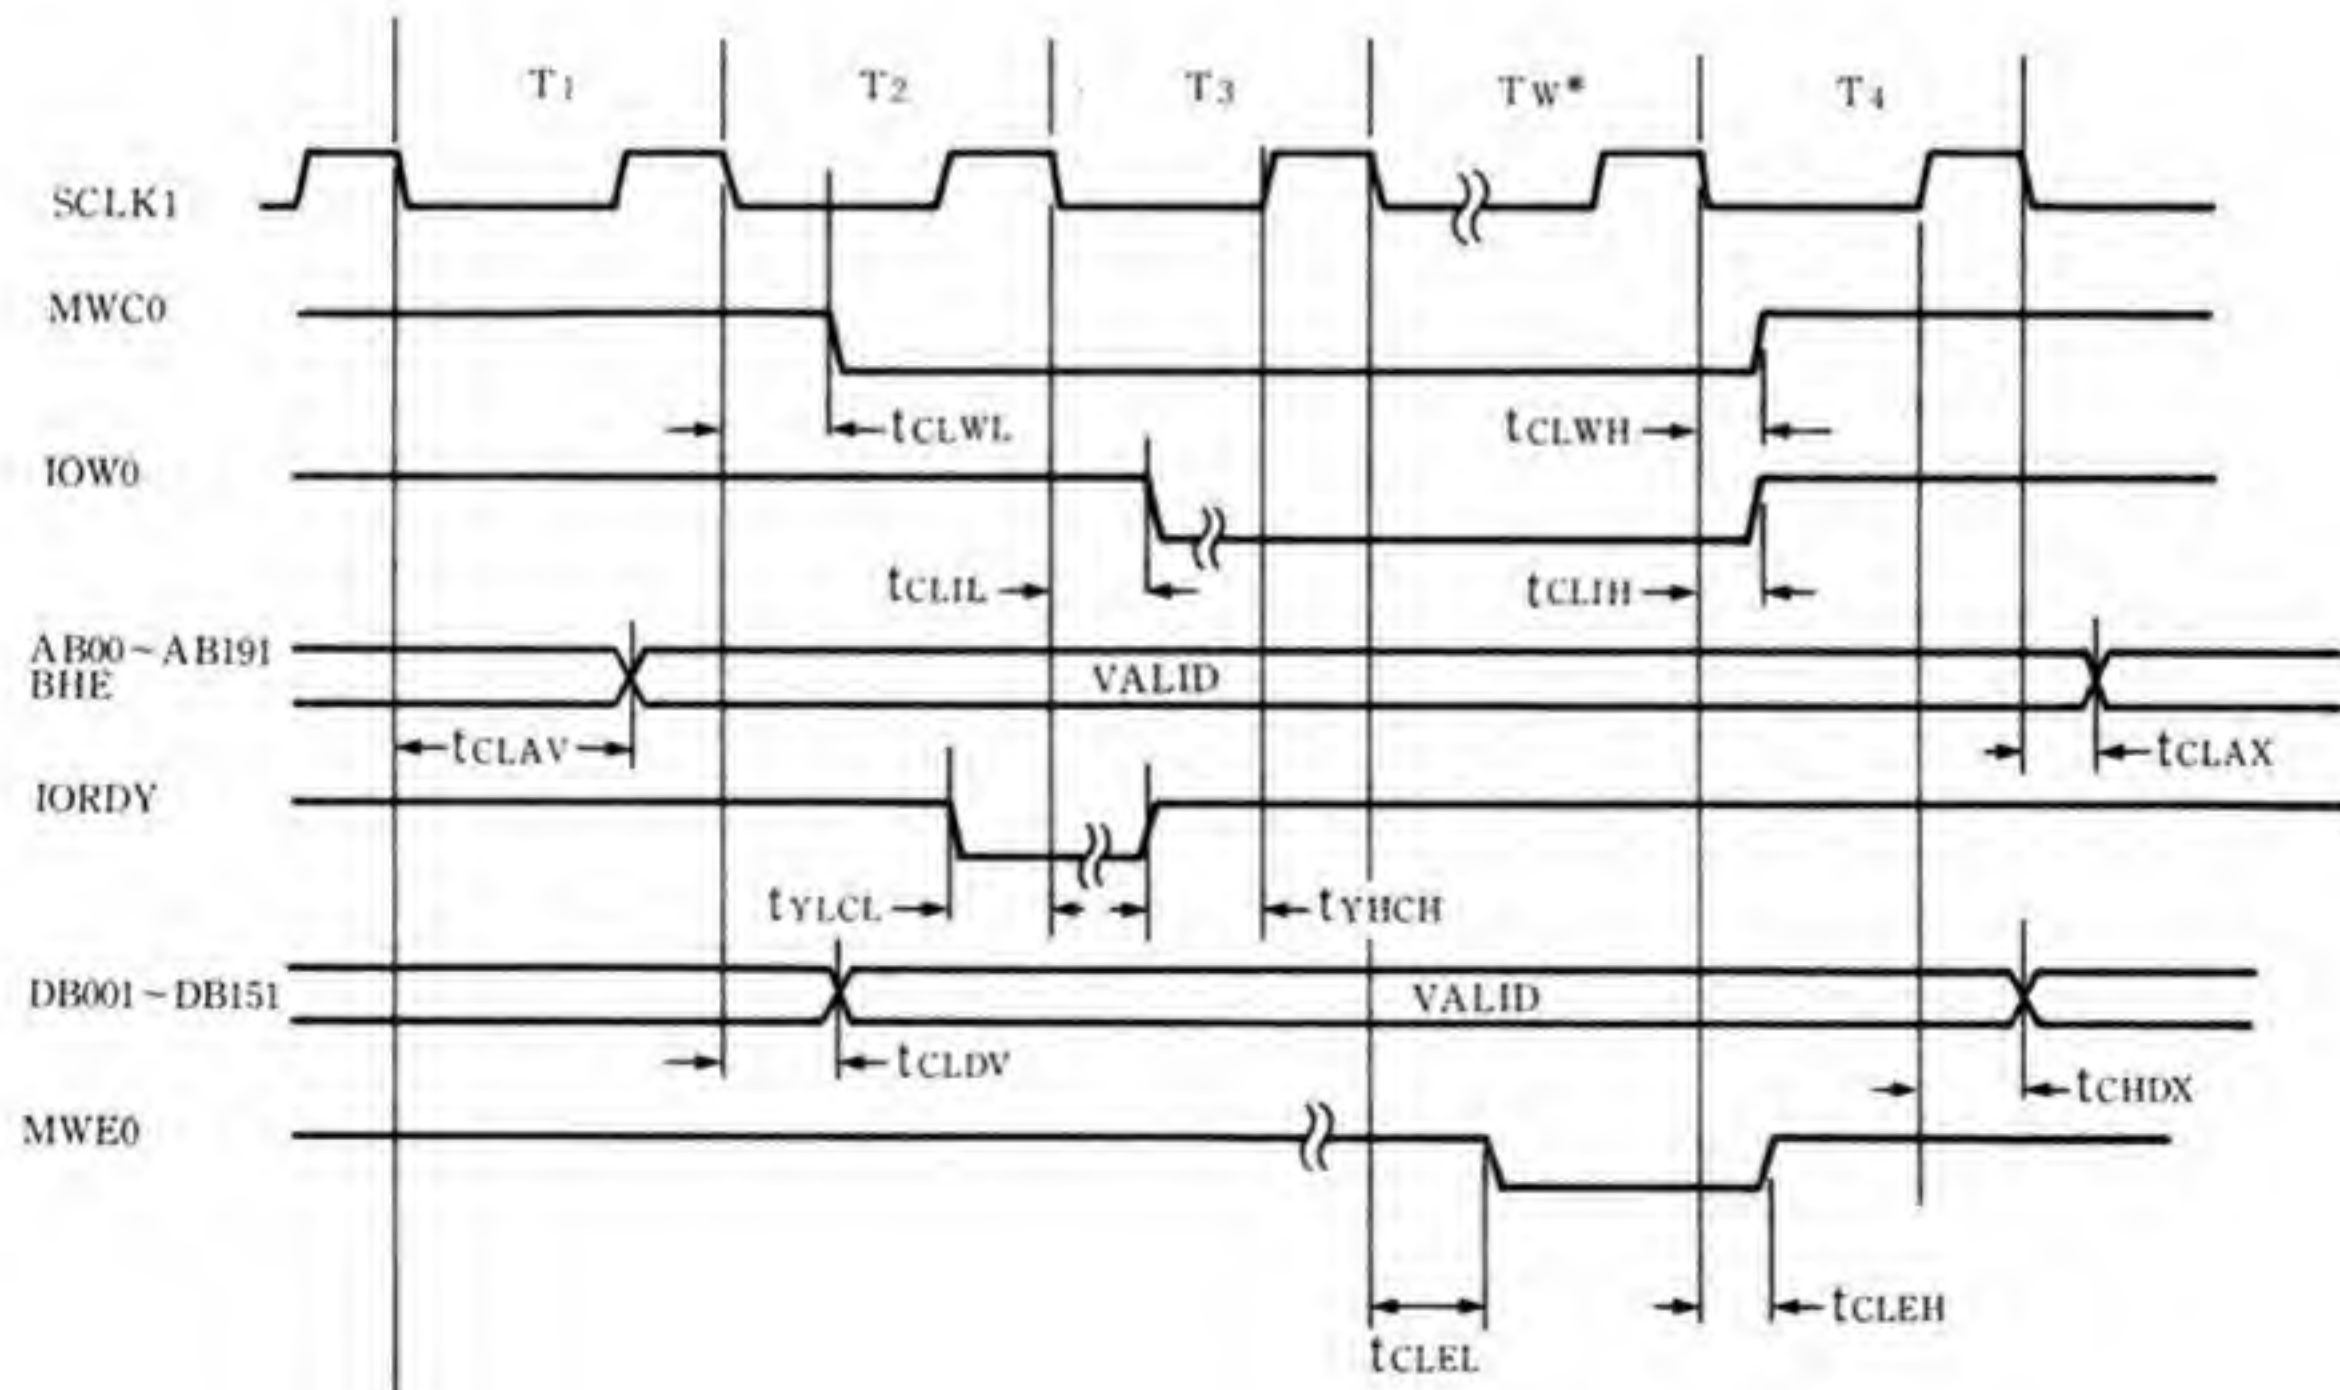 T1 T2 T3 TW* T4
SCLK1
MWC0
tCLWL tCLWH
IOW0
tCLIL tCLIH
AB00~AB191
BHE
VALID
tCLAV tCLAX
IORDY
tYLCL tYHCH
DB001~DB151 VALID
tCLDV tCHDX
MWE0
tCLEH
tCLEL